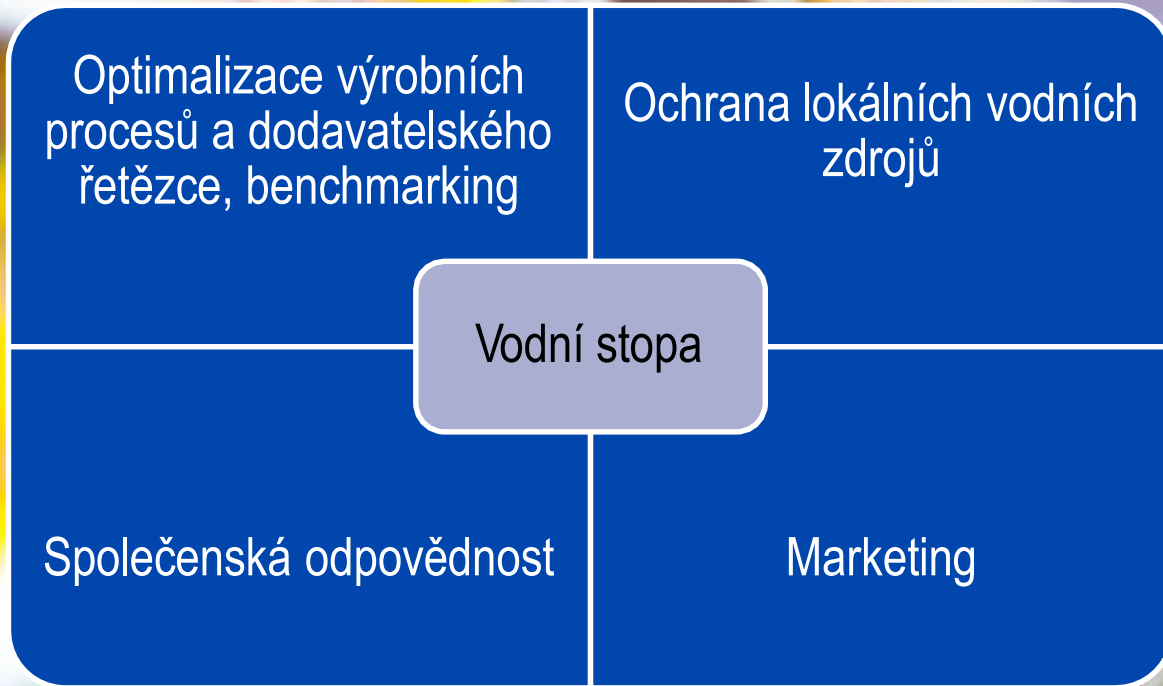 Optimalizace výrobních
procesů a dodavatelského
řetězce, benchmarking
Ochrana lokálních vodních
zdrojů
Vodní stopa
Společenská odpovědnost
Marketing